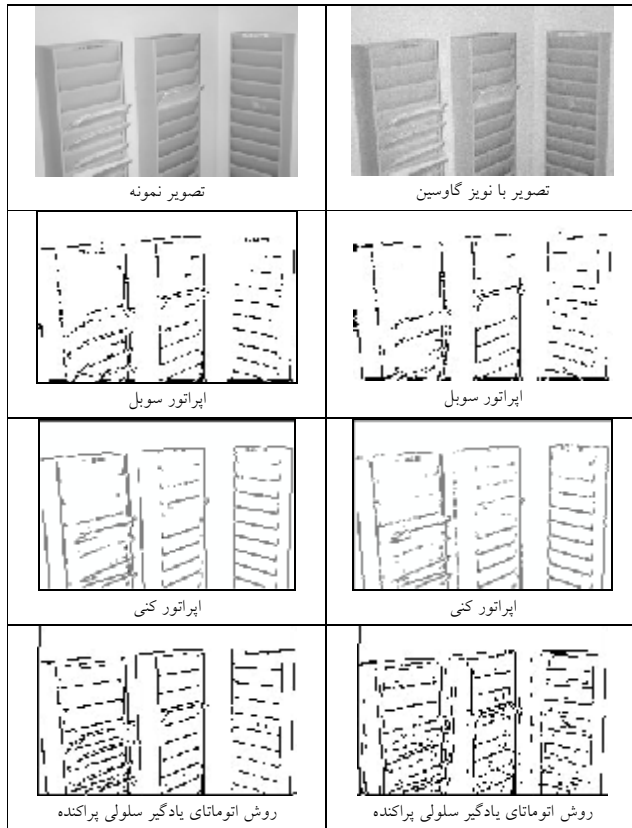 تصویر با نویز گاوسین
تصویر نمونه
اپراتور سوبل
اپراتور سوبل
اپراتور کنی
اپراتور کنی
روش اتوماتای یادگیر سلولی پراکنده
روش اتوماتای یادگیر سلولی پراکنده